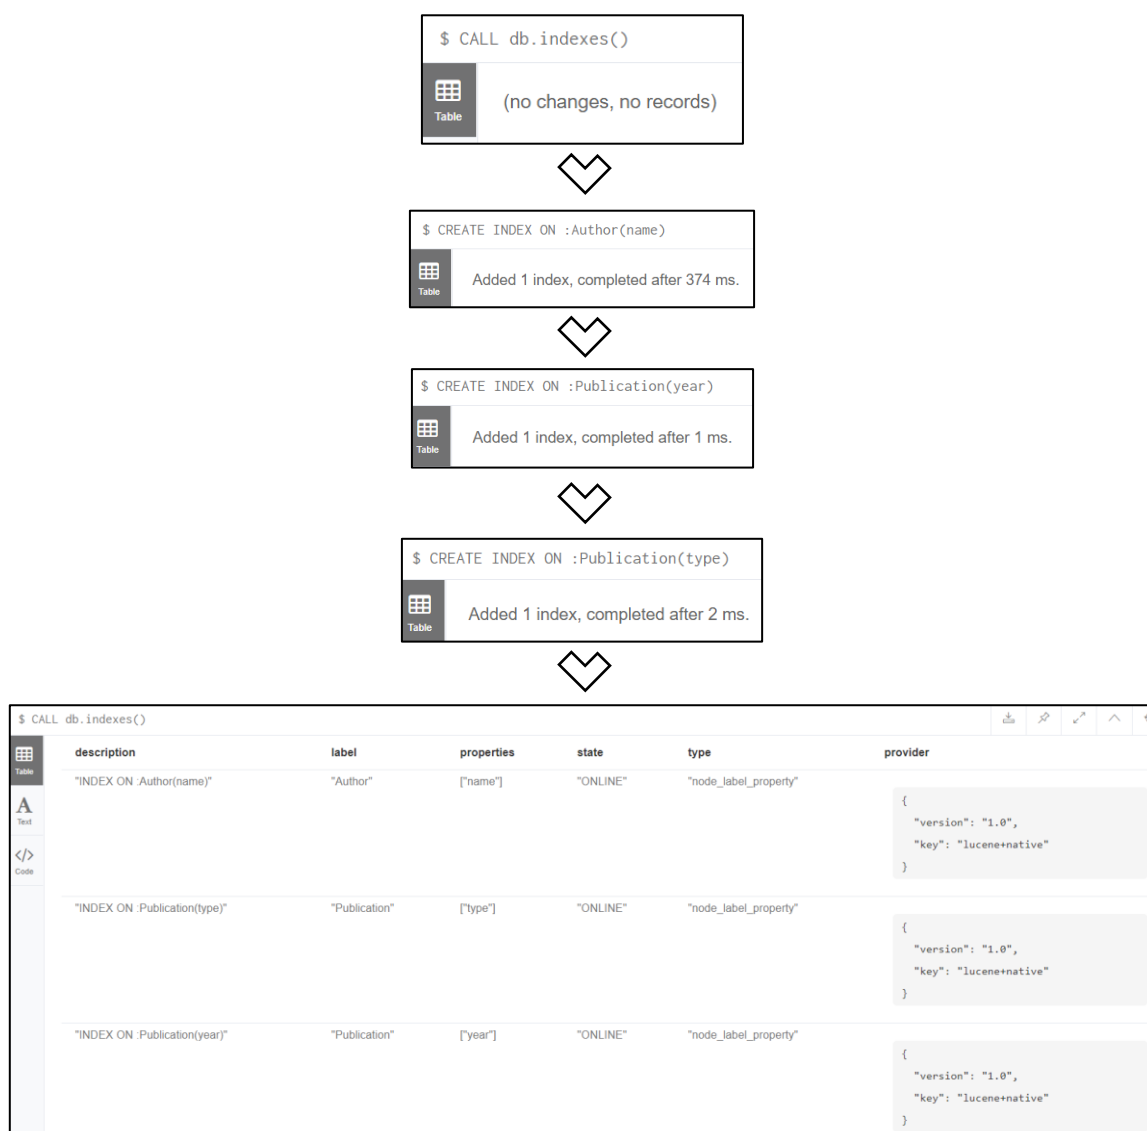 $ CALL db.indexes()
Table
(no changes, no records)
$ CREATE INDEX ON :Author(name)
Table
Added 1 index, completed after 374 ms.
$ CREATE INDEX ON :Publication(year)
Table
Added 1 index, completed after 1 ms.
$ CREATE INDEX ON :Publication(type)
Table
Added 1 index, completed after 2 ms.
$ CALL db.indexes()
Table
A
Text
</>
Code
description label properties state type provider
"INDEX ON :Author(name)" "Author" ["name"] "ONLINE" "node_label_property"
{
"version": "1.0",
"key": "lucene+native"
}
"INDEX ON :Publication(type)" "Publication" ["type"] "ONLINE" "node_label_property"
{
"version": "1.0",
"key": "lucene+native"
}
"INDEX ON :Publication(year)" "Publication" ["year"] "ONLINE" "node_label_property"
{
"version": "1.0",
"key": "lucene+native"
}